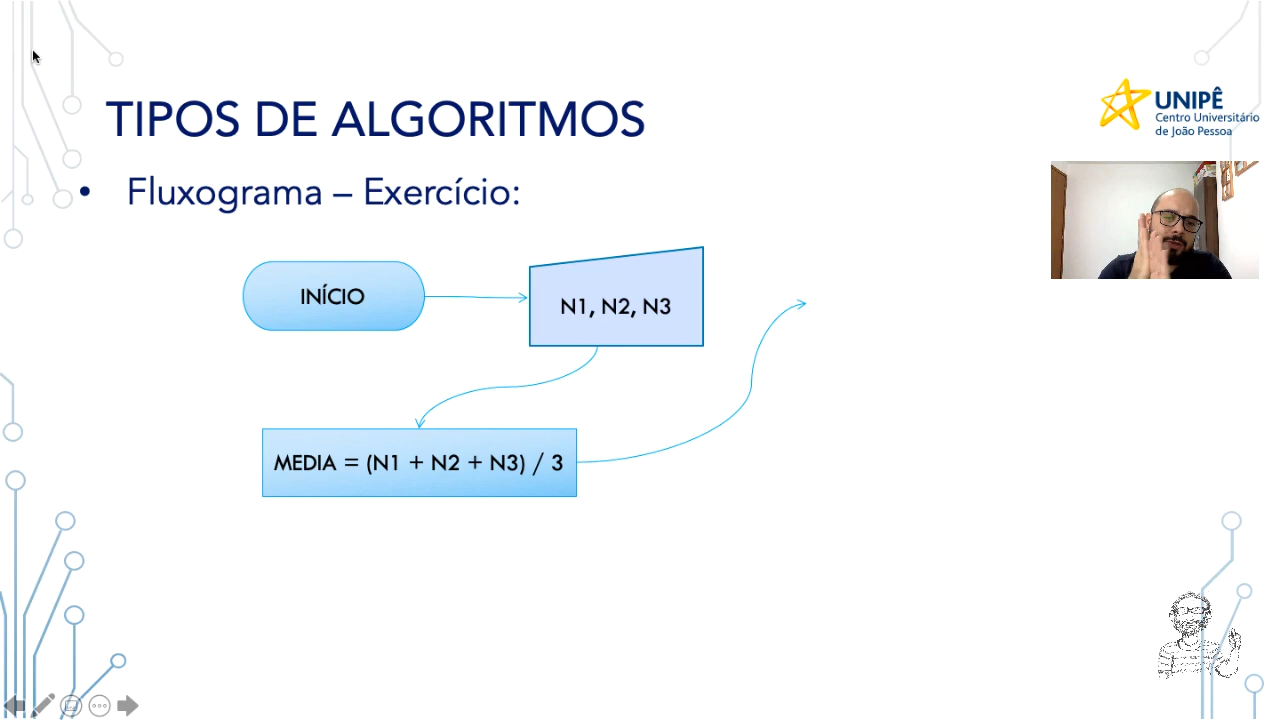 TIPOS DE ALGORITMOS
UNIPÊ
Centro Universitário
de João Pessoa
• Fluxograma – Exercício:
INÍCIO
N1, N2, N3
MEDIA = (N1 + N2 + N3) / 3